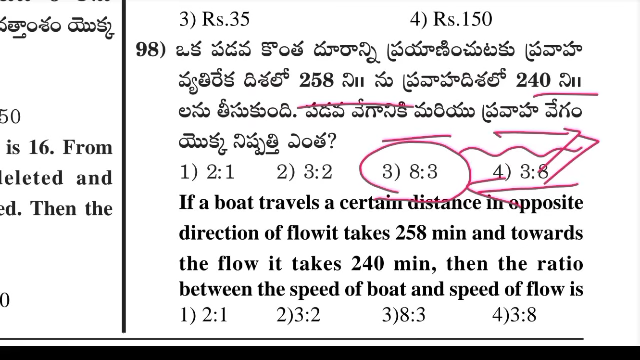 3) Rs.35 4) Rs.150
వత్తాంశం యొక్క
98) ఒక పడవ కొంత దూరాన్ని ప్రయాణించుటకు ప్రవాహ
వ్యతిరేక దిశలో 258 ని॥ ను ప్రవాహదిశలో 240 ని॥
50
లను తీసుకుంది. పడవ వేగానికి మరియు ప్రవాహ వేగం
is 16. From
యొక్క నిష్పత్తి ఎంత?
deleted and
1) 2:1 2) 3:2 3) 8:3 4) 3:8
ed. Then the
If a boat travels a certain distance in opposite
direction of flowit takes 258 min and towards
the flow it takes 240 min, then the ratio
0
between the speed of boat and speed of flow is
1) 2:1 2)3:2 3)8:3 4)3:8